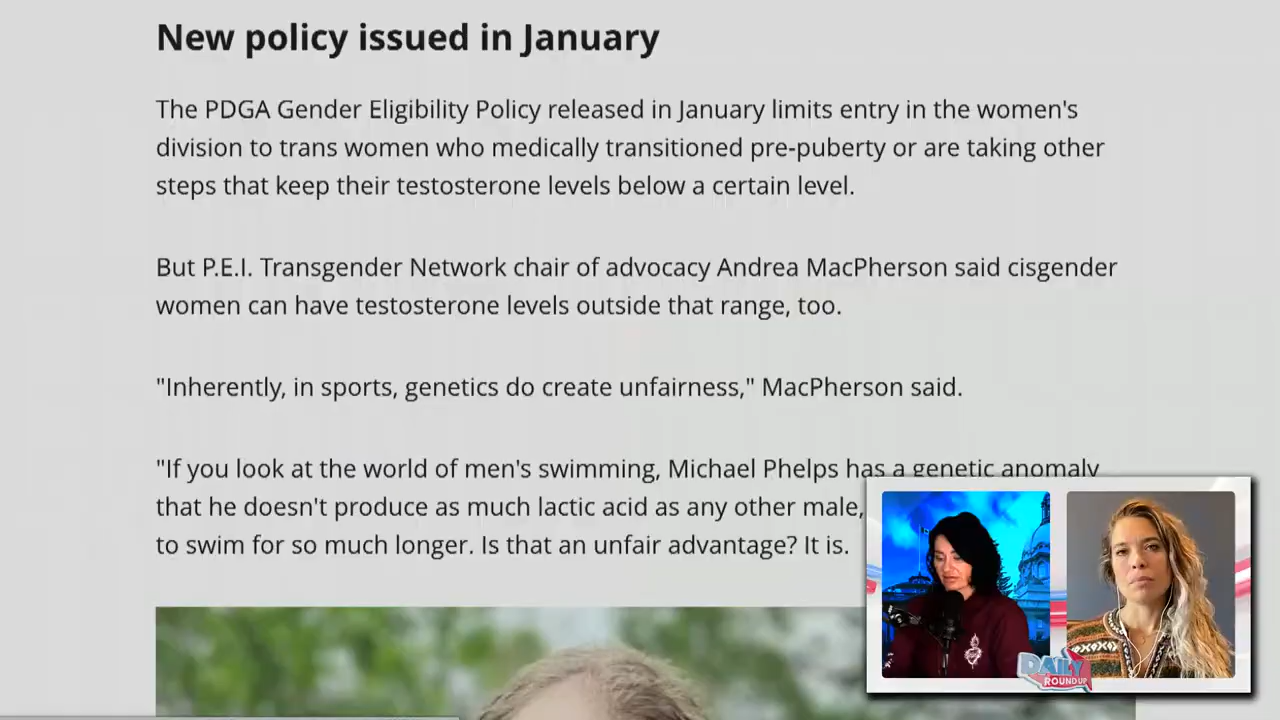 New policy issued in January
The PDGA Gender Eligibility Policy released in January limits entry in the women's
division to trans women who medically transitioned pre-puberty or are taking other
steps that keep their testosterone levels below a certain level.
But P.E.I. Transgender Network chair of advocacy Andrea MacPherson said cisgender
women can have testosterone levels outside that range, too.
"Inherently, in sports, genetics do create unfairness," MacPherson said.
"If you look at the world of men's swimming, Michael Phelps has a genetic anomaly
that he doesn't produce as much lactic acid as any other male,
to swim for so much longer. Is that an unfair advantage? It is.
DAILY
ROUNDUP